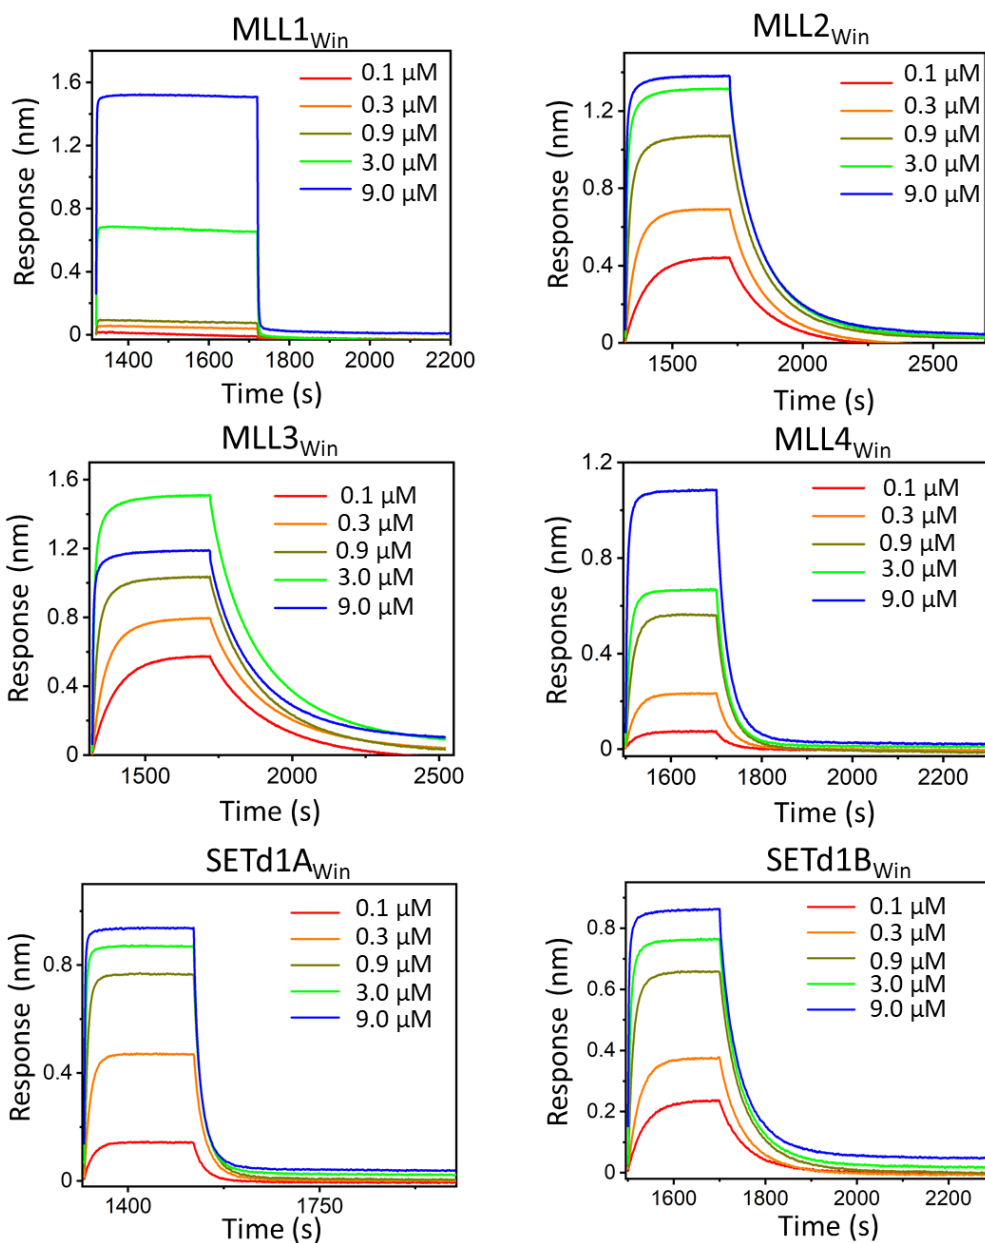 MLL1Win
Response (nm)
1.6
1.2
0.8
0.4
0
0.1 μM
0.3 μM
0.9 μM
3.0 μM
9.0 μM
1400 1600 1800 2000 2200
Time (s)
MLL2Win
Response (nm)
1.2
0.8
0.4
0
0.1 μM
0.3 μM
0.9 μM
3.0 μM
9.0 μM
1500 2000 2500
Time (s)
MLL3Win
Response (nm)
1.6
1.2
0.8
0.4
0
0.1 μM
0.3 μM
0.9 μM
3.0 μM
9.0 μM
1500 2000 2500
Time (s)
MLL4Win
Response (nm)
1.2
0.8
0.4
0
0.1 μM
0.3 μM
0.9 μM
3.0 μM
9.0 μM
1600 1800 2000 2200
Time (s)
SETd1AWin
Response (nm)
0.8
0.4
0
0.1 μM
0.3 μM
0.9 μM
3.0 μM
9.0 μM
1400 1750
Time (s)
SETd1BWin
Response (nm)
0.8
0.6
0.4
0.2
0
0.1 μM
0.3 μM
0.9 μM
3.0 μM
9.0 μM
1600 1800 2000 2200
Time (s)